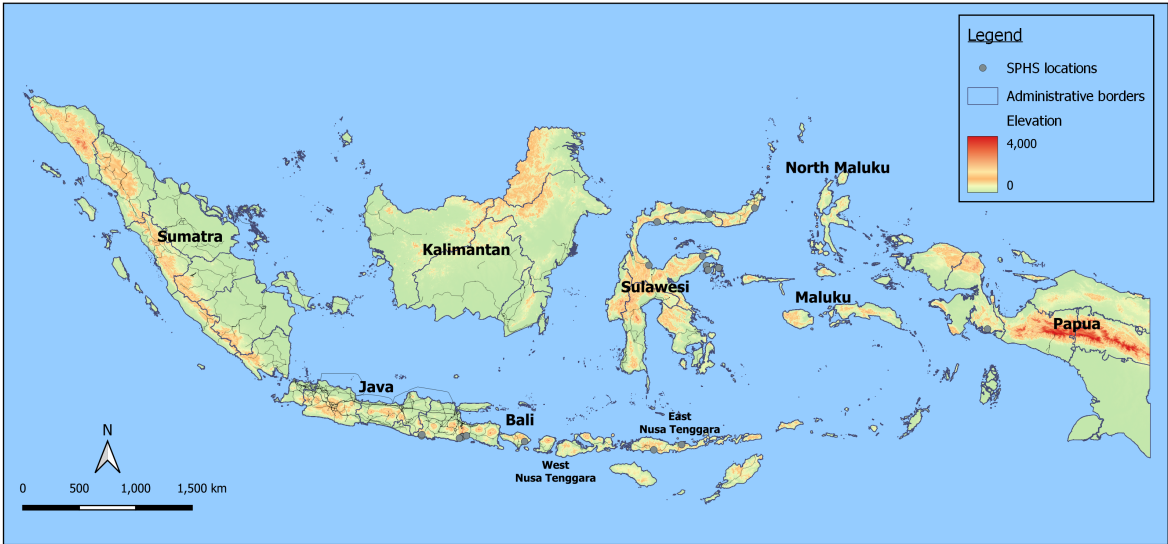 Legend
SPHS locations
Administrative borders
Elevation
4,000
0
North Maluku
Sumatra
Kalimantan
Sulawesi
Maluku
Papua
Java
Bali
East
Nusa Tenggara
West
Nusa Tenggara
N
0 500 1,000 1,500 km